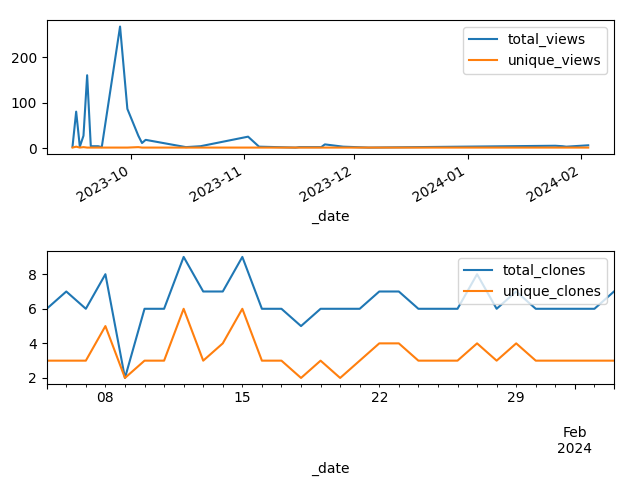 total_views
unique_views
200
100
0
2023-10
2023-11
2023-12
2024-01
2024-02
_date
total_clones
unique_clones
8
6
4
2
08
15
22
29
Feb
2024
_date